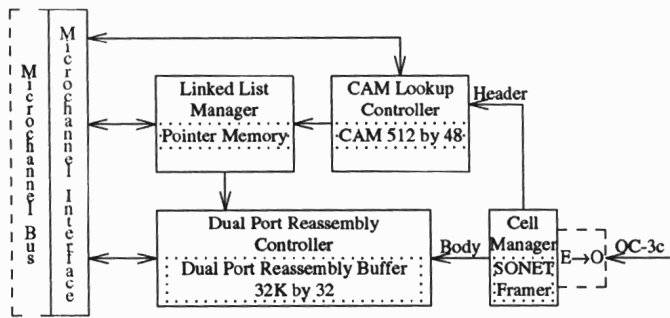 Microchannel Bus
Microchannel Interface
Linked List
Manager
Pointer Memory
CAM Lookup
Controller
CAM 512 by 48
Header
Dual Port Reassembly
Controller
Dual Port Reassembly Buffer
32K by 32
Body
Cell
Manager
SONET
Framer
E→O
OC-3c